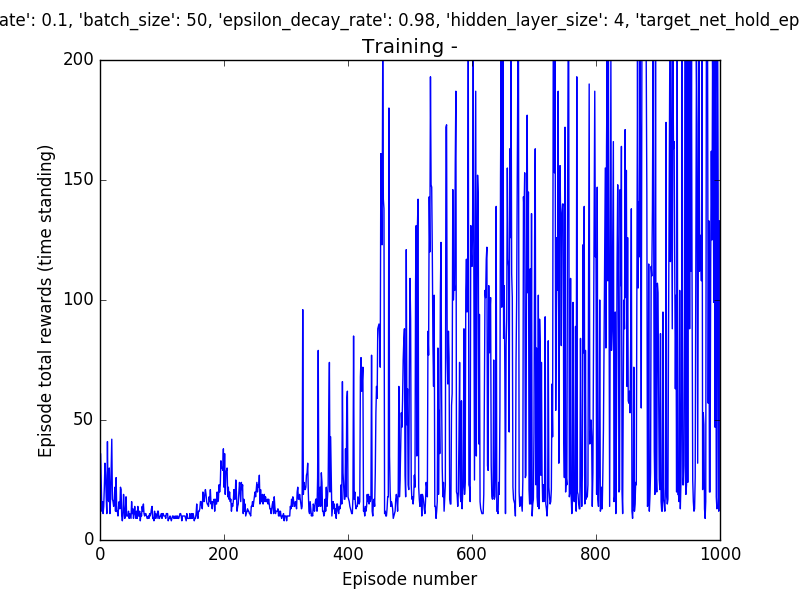 ate': 0.1, 'batch_size': 50, 'epsilon_decay_rate': 0.98, 'hidden_layer_size': 4, 'target_net_hold_ep
Training -
200
150
100
50
0
0 200 400 600 800 1000
Episode total rewards (time standing)
Episode number